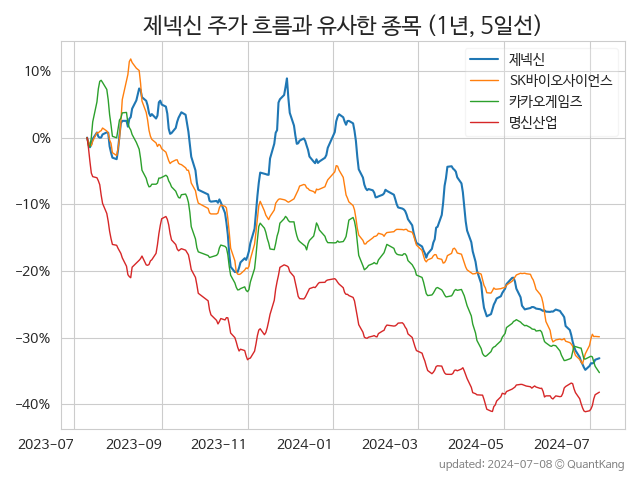 제넥신 주가 흐름과 유사한 종목 (1년, 5일선)
제넥신
SK바이오사이언스
카카오게임즈
명신산업
10%
0%
−10%
−20%
−30%
−40%
2023-07
2023-09
2023-11
2024-01
2024-03
2024-05
2024-07
updated: 2024-07-08 © QuantKang